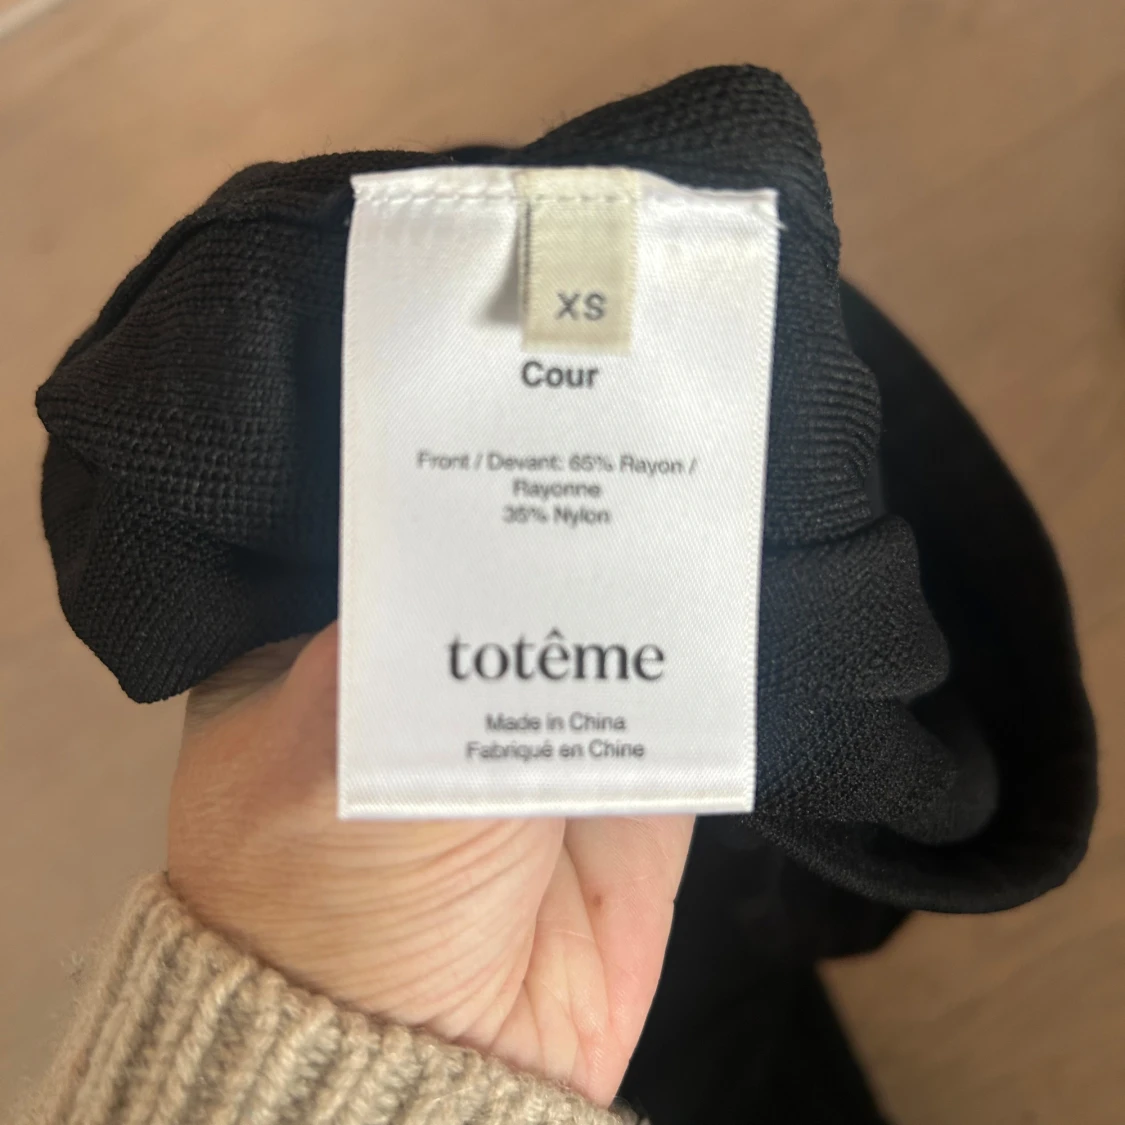 XS
Cour
Front / Devant: 65% Rayon /
Rayonne
35% Nylon
totême
Made in China
Fabriqué en Chine